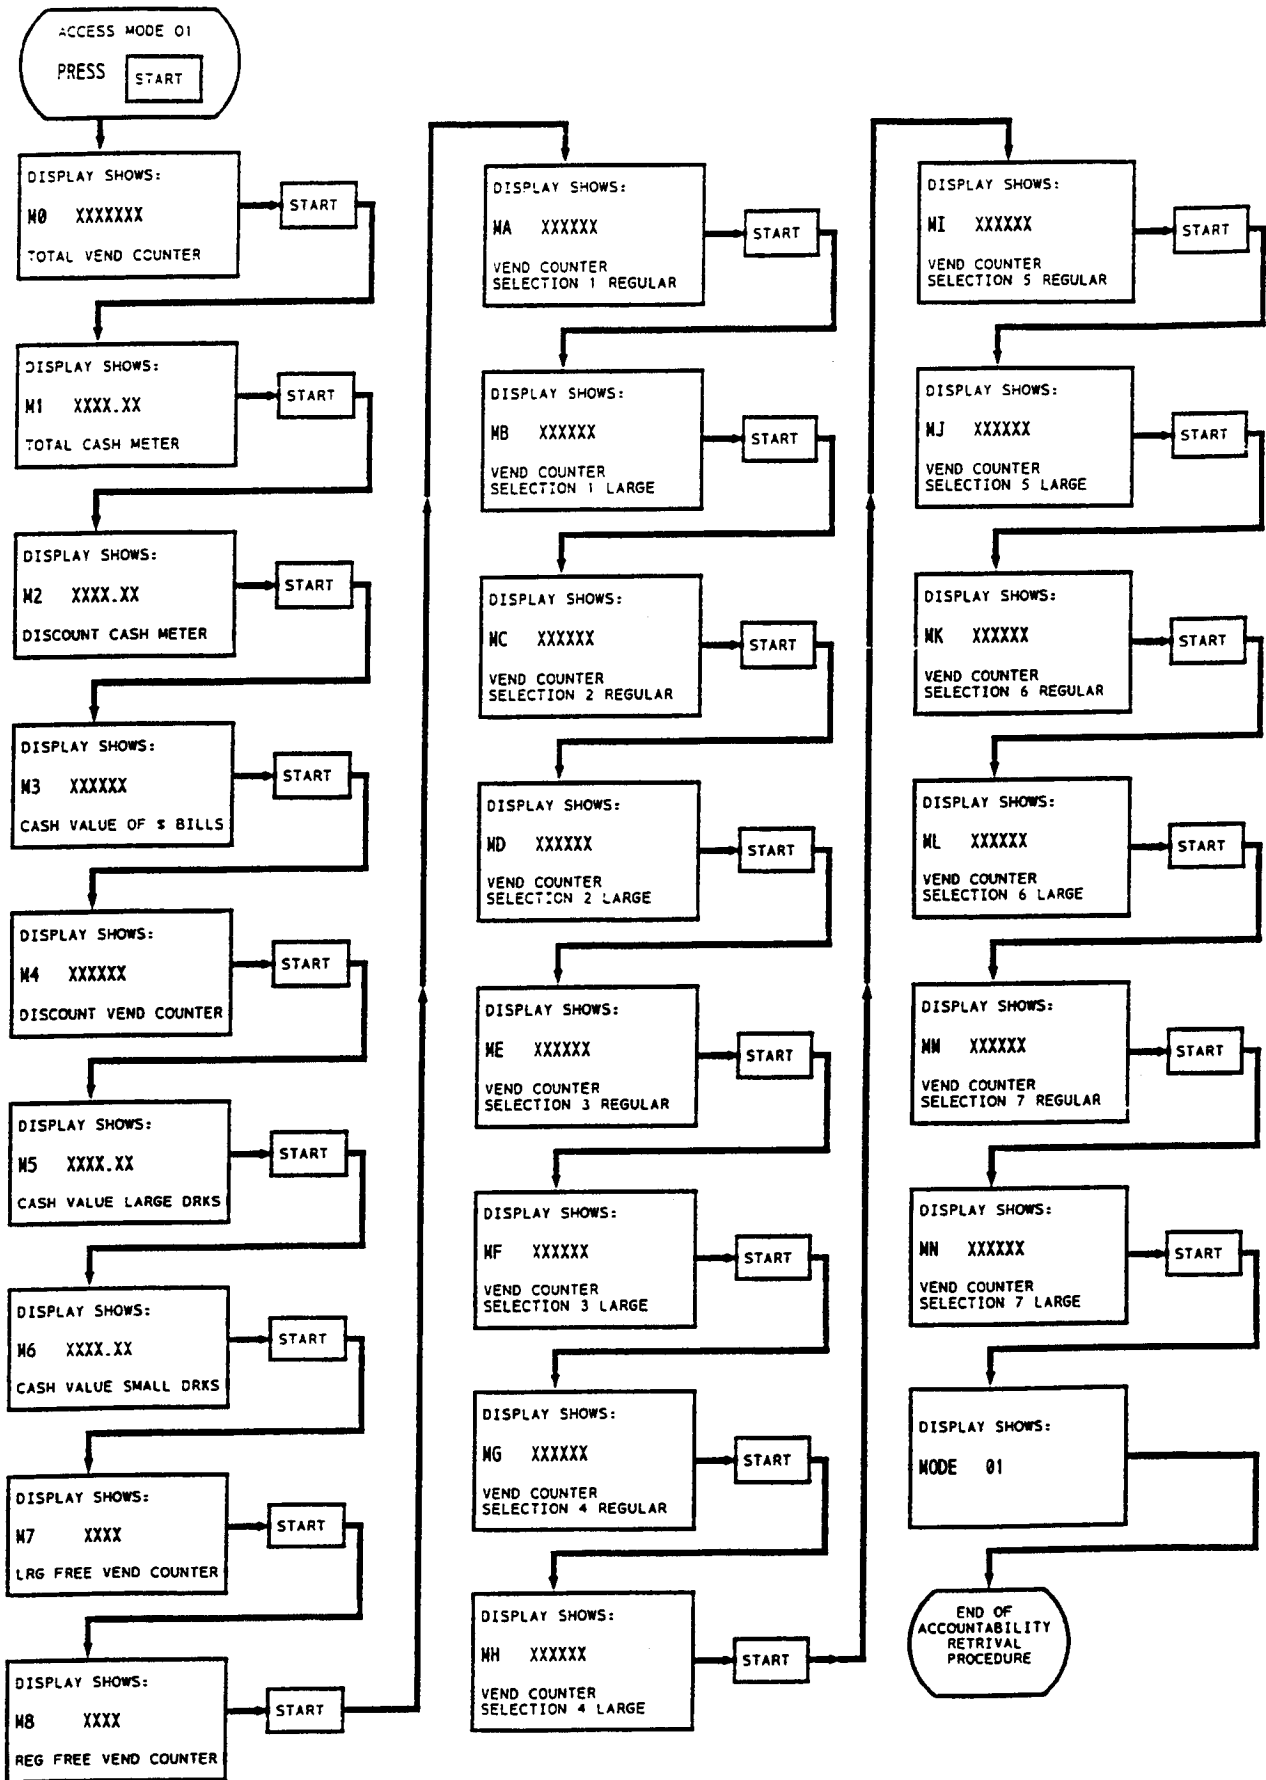 ACCESS MODE 01
PRESS START
DISPLAY SHOWS:
M0 XXXXXXX
TOTAL VEND COUNTER
START
DISPLAY SHOWS:
M1 XXXX.XX
TOTAL CASH METER
START
DISPLAY SHOWS:
M2 XXXX.XX
DISCOUNT CASH METER
START
DISPLAY SHOWS:
M3 XXXXXX
CASH VALUE OF $ BILLS
START
DISPLAY SHOWS:
M4 XXXXXX
DISCOUNT VEND COUNTER
START
DISPLAY SHOWS:
M5 XXXX.XX
CASH VALUE LARGE DRKS
START
DISPLAY SHOWS:
M6 XXXX.XX
CASH VALUE SMALL DRKS
START
DISPLAY SHOWS:
M7 XXXX
LRG FREE VEND COUNTER
START
DISPLAY SHOWS:
M8 XXXX
REG FREE VEND COUNTER
START
DISPLAY SHOWS:
MA XXXXXX
VEND COUNTER
SELECTION 1 REGULAR
START
DISPLAY SHOWS:
MB XXXXXX
VEND COUNTER
SELECTION 1 LARGE
START
DISPLAY SHOWS:
MC XXXXXX
VEND COUNTER
SELECTION 2 REGULAR
START
DISPLAY SHOWS:
MD XXXXXX
VEND COUNTER
SELECTION 2 LARGE
START
DISPLAY SHOWS:
ME XXXXXX
VEND COUNTER
SELECTION 3 REGULAR
START
DISPLAY SHOWS:
MF XXXXXX
VEND COUNTER
SELECTION 3 LARGE
START
DISPLAY SHOWS:
MG XXXXXX
VEND COUNTER
SELECTION 4 REGULAR
START
DISPLAY SHOWS:
MH XXXXXX
VEND COUNTER
SELECTION 4 LARGE
START
DISPLAY SHOWS:
MI XXXXXX
VEND COUNTER
SELECTION 5 REGULAR
START
DISPLAY SHOWS:
MJ XXXXXX
VEND COUNTER
SELECTION 5 LARGE
START
DISPLAY SHOWS:
MK XXXXXX
VEND COUNTER
SELECTION 6 REGULAR
START
DISPLAY SHOWS:
ML XXXXXX
VEND COUNTER
SELECTION 6 LARGE
START
DISPLAY SHOWS:
MM XXXXXX
VEND COUNTER
SELECTION 7 REGULAR
START
DISPLAY SHOWS:
MN XXXXXX
VEND COUNTER
SELECTION 7 LARGE
START
DISPLAY SHOWS:
MODE 01
END OF
ACCOUNTABILITY
RETRIVAL
PROCEDURE